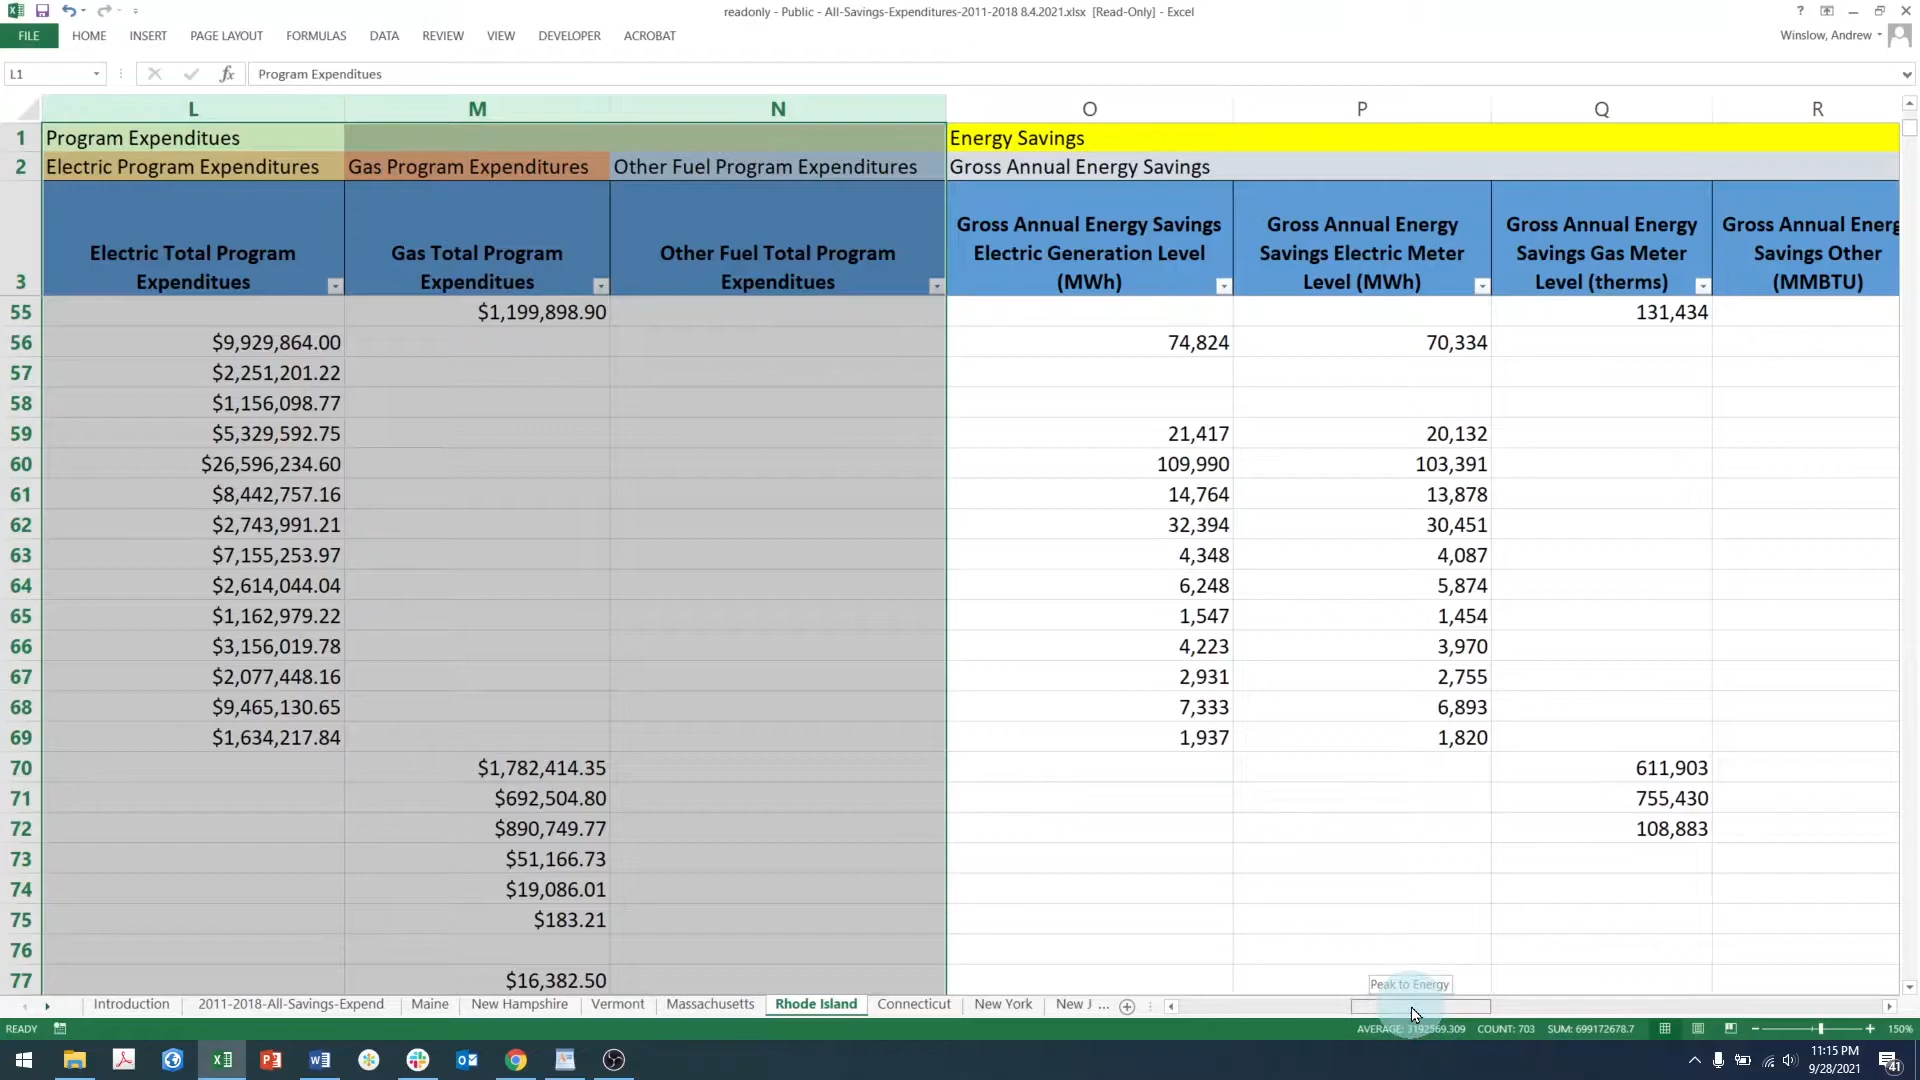 readonly - Public - All-Savings-Expenditures-2011-2018 8.4.2021.xlsx [Read-Only] - Excel
FILE HOME INSERT PAGE LAYOUT FORMULAS DATA REVIEW VIEW DEVELOPER ACROBAT Winslow, Andrew
L1 fx Program Expenditues
L M N O P Q R
1 Program Expenditues Energy Savings
2 Electric Program Expenditures Gas Program Expenditures Other Fuel Program Expenditures Gross Annual Energy Savings
Gross Annual Energy Savings Gross Annual Energy Gross Annual Energy Gross Annual Energ
Electric Total Program Gas Total Program Other Fuel Total Program Electric Generation Level Savings Electric Meter Savings Gas Meter Savings Other
3 Expenditues Expenditues Expenditues (MWh) Level (MWh) Level (therms) (MMBTU)
55 $1,199,898.90 131,434
56 $9,929,864.00 74,824 70,334
57 $2,251,201.22
58 $1,156,098.77
59 $5,329,592.75 21,417 20,132
60 $26,596,234.60 109,990 103,391
61 $8,442,757.16 14,764 13,878
62 $2,743,991.21 32,394 30,451
63 $7,155,253.97 4,348 4,087
64 $2,614,044.04 6,248 5,874
65 $1,162,979.22 1,547 1,454
66 $3,156,019.78 4,223 3,970
67 $2,077,448.16 2,931 2,755
68 $9,465,130.65 7,333 6,893
69 $1,634,217.84 1,937 1,820
70 $1,782,414.35 611,903
71 $692,504.80 755,430
72 $890,749.77 108,883
73 $51,166.73
74 $19,086.01
75 $183.21
76
77 $16,382.50
Peak to Energy
Introduction 2011-2018-All-Savings-Expend Maine New Hampshire Vermont Massachusetts Rhode Island Connecticut New York New J ...
READY AVERAGE: 3192569.309 COUNT: 703 SUM: 699172678.7 150%
11:15 PM
9/28/2021
41